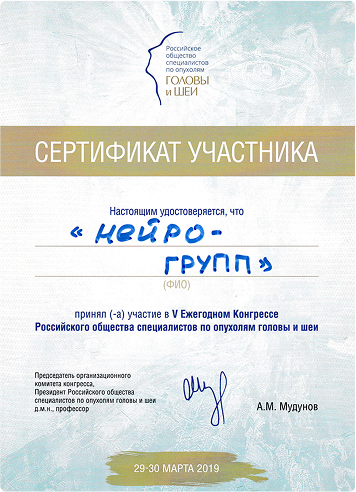 Российское
общество
специалистов
по опухолям
ГОЛОВЫ
и ШЕИ
СЕРТИФИКАТ УЧАСТНИКА
Настоящим удостоверяется, что
«НЕЙРО-
ГРУПП»
(ФИО)
принял (-а) участие в V Ежегодном Конгрессе
Российского общества специалистов по опухолям головы и шеи
Председатель организационного
комитета конгресса,
Президент Российского общества
специалистов по опухолям головы и шеи
д.м.н., профессор
А.М. Мудунов
29-30 МАРТА 2019